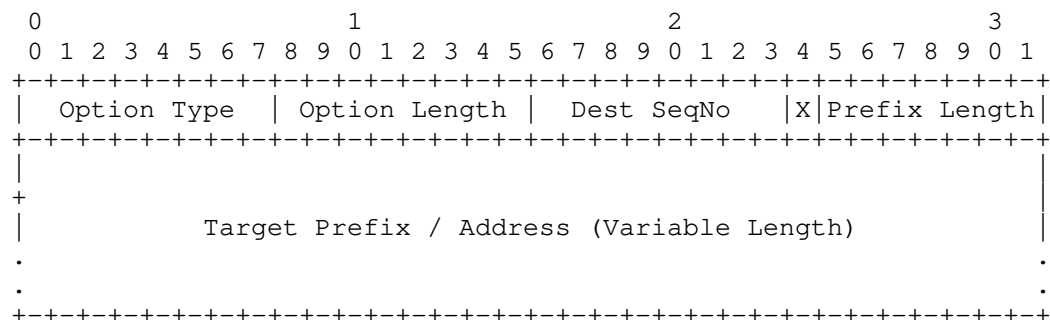 0                   1                   2                   3
 0 1 2 3 4 5 6 7 8 9 0 1 2 3 4 5 6 7 8 9 0 1 2 3 4 5 6 7 8 9 0 1
+-+-+-+-+-+-+-+-+-+-+-+-+-+-+-+-+-+-+-+-+-+-+-+-+-+-+-+-+-+-+-+-+
|  Option Type  | Option Length |  Dest SeqNo   |X|Prefix Length|
+-+-+-+-+-+-+-+-+-+-+-+-+-+-+-+-+-+-+-+-+-+-+-+-+-+-+-+-+-+-+-+-+
|                                                               |
+                                                               |
|           Target Prefix / Address (Variable Length)           |
.                                                               .
.                                                               .
+-+-+-+-+-+-+-+-+-+-+-+-+-+-+-+-+-+-+-+-+-+-+-+-+-+-+-+-+-+-+-+-+